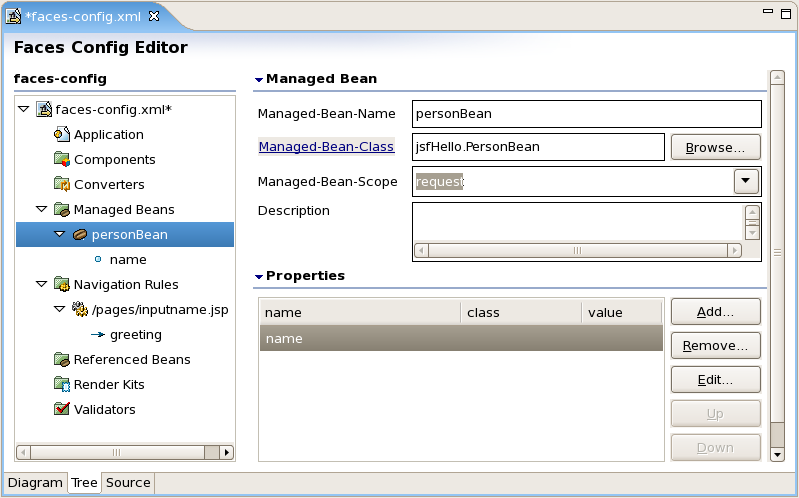 *faces-config.xml
Faces Config Editor
faces-config
faces-config.xml*
Application
Components
Converters
Managed Beans
personBean
name
Navigation Rules
/pages/inputname.jsp
greeting
Referenced Beans
Render Kits
Validators
Managed Bean
Managed-Bean-Name personBean
Managed-Bean-Class jsfHello.PersonBean Browse...
Managed-Bean-Scope request
Description
Properties
name class value
name
Add...
Remove...
Edit...
Up
Down
Diagram Tree Source